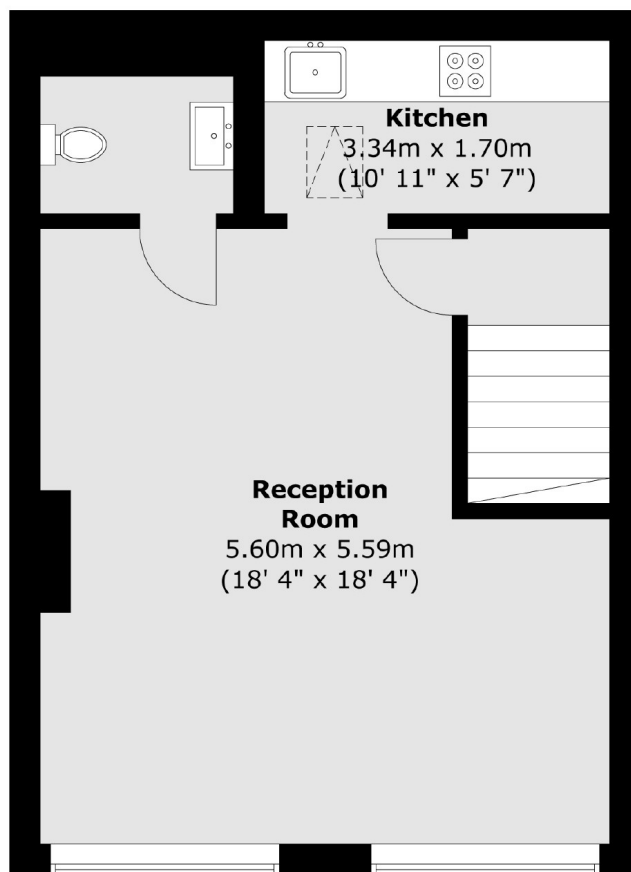 Kitchen
3.34m x 1.70m
(10' 11" x 5' 7")
Reception
Room
5.60m x 5.59m
(18' 4" x 18' 4")